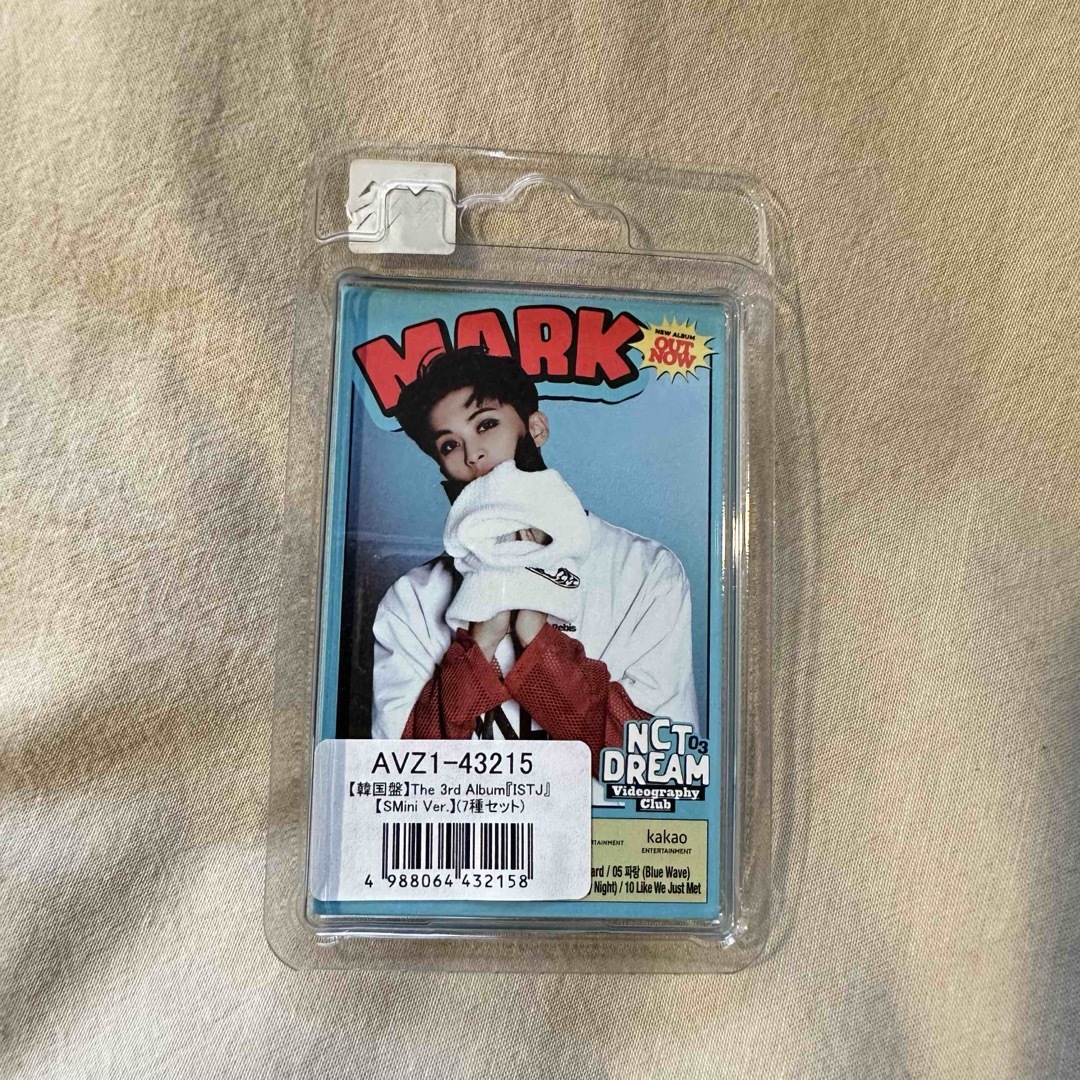 MARK
NEW ALBUM
OUT
NOW
Rebis
NCT
03
DREAM
Videography
Club
AVZ1-43215
【韓国盤】The 3rd Album『ISTJ』
【SMini Ver.】(7種セット)
4 988064 432158
kakao
ENTERTAINMENT
/ 05 파랑 (Blue Wave)
Night) / 10 Like We Just Met